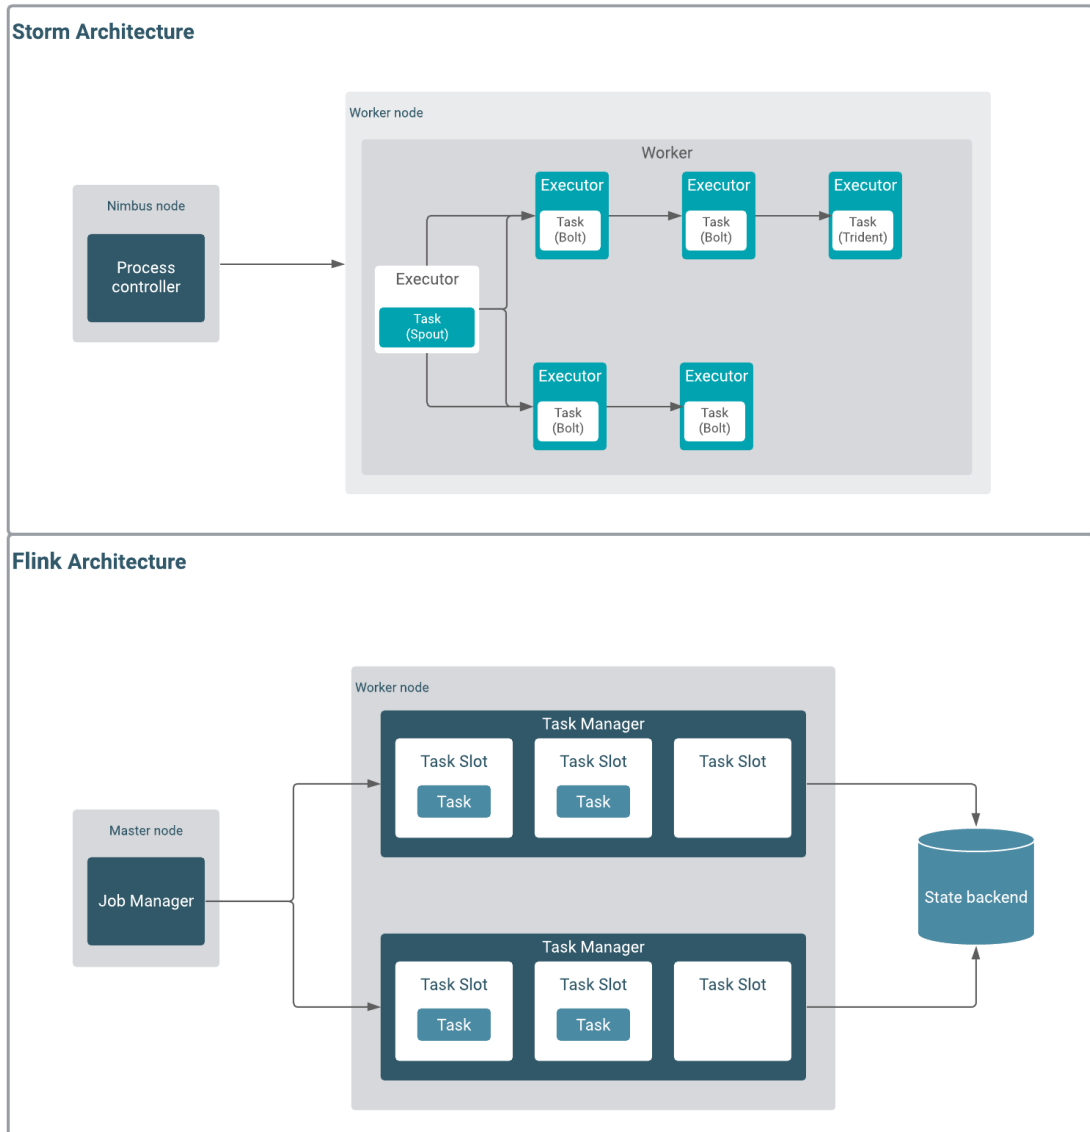 Storm Architecture
Worker node
Worker
Nimbus node
Process
controller
Executor
Task
(Bolt)
Executor
Task
(Bolt)
Executor
Task
(Trident)
Executor
Task
(Spout)
Executor
Task
(Bolt)
Executor
Task
(Bolt)
Flink Architecture
Worker node
Task Manager
Task Slot
Task
Task Slot
Task
Task Slot
Master node
Job Manager
State backend
Task Manager
Task Slot
Task
Task Slot
Task
Task Slot